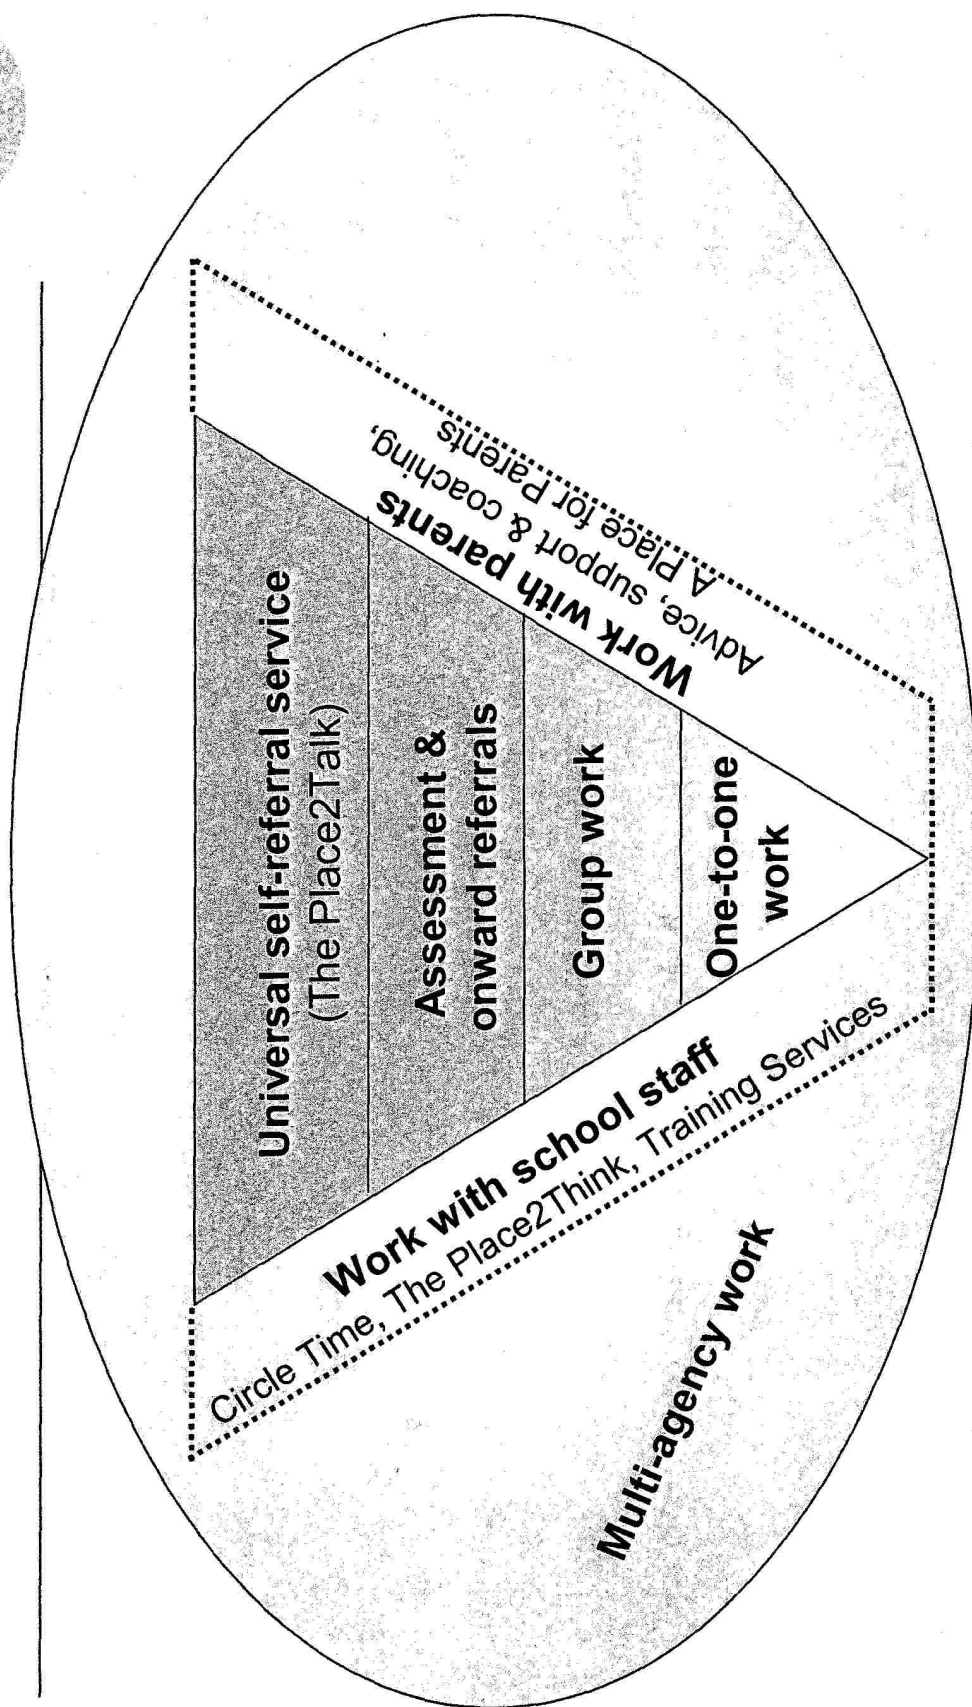 Universal self-referral service
(The Place2Talk)
Assessment &
onward referrals
Group work
One-to-one
work
Work with school staff
Circle Time, The Place2Think, Training Services
Work with parents
Advice, support & coaching,
A Place for Parents
Multi-agency work